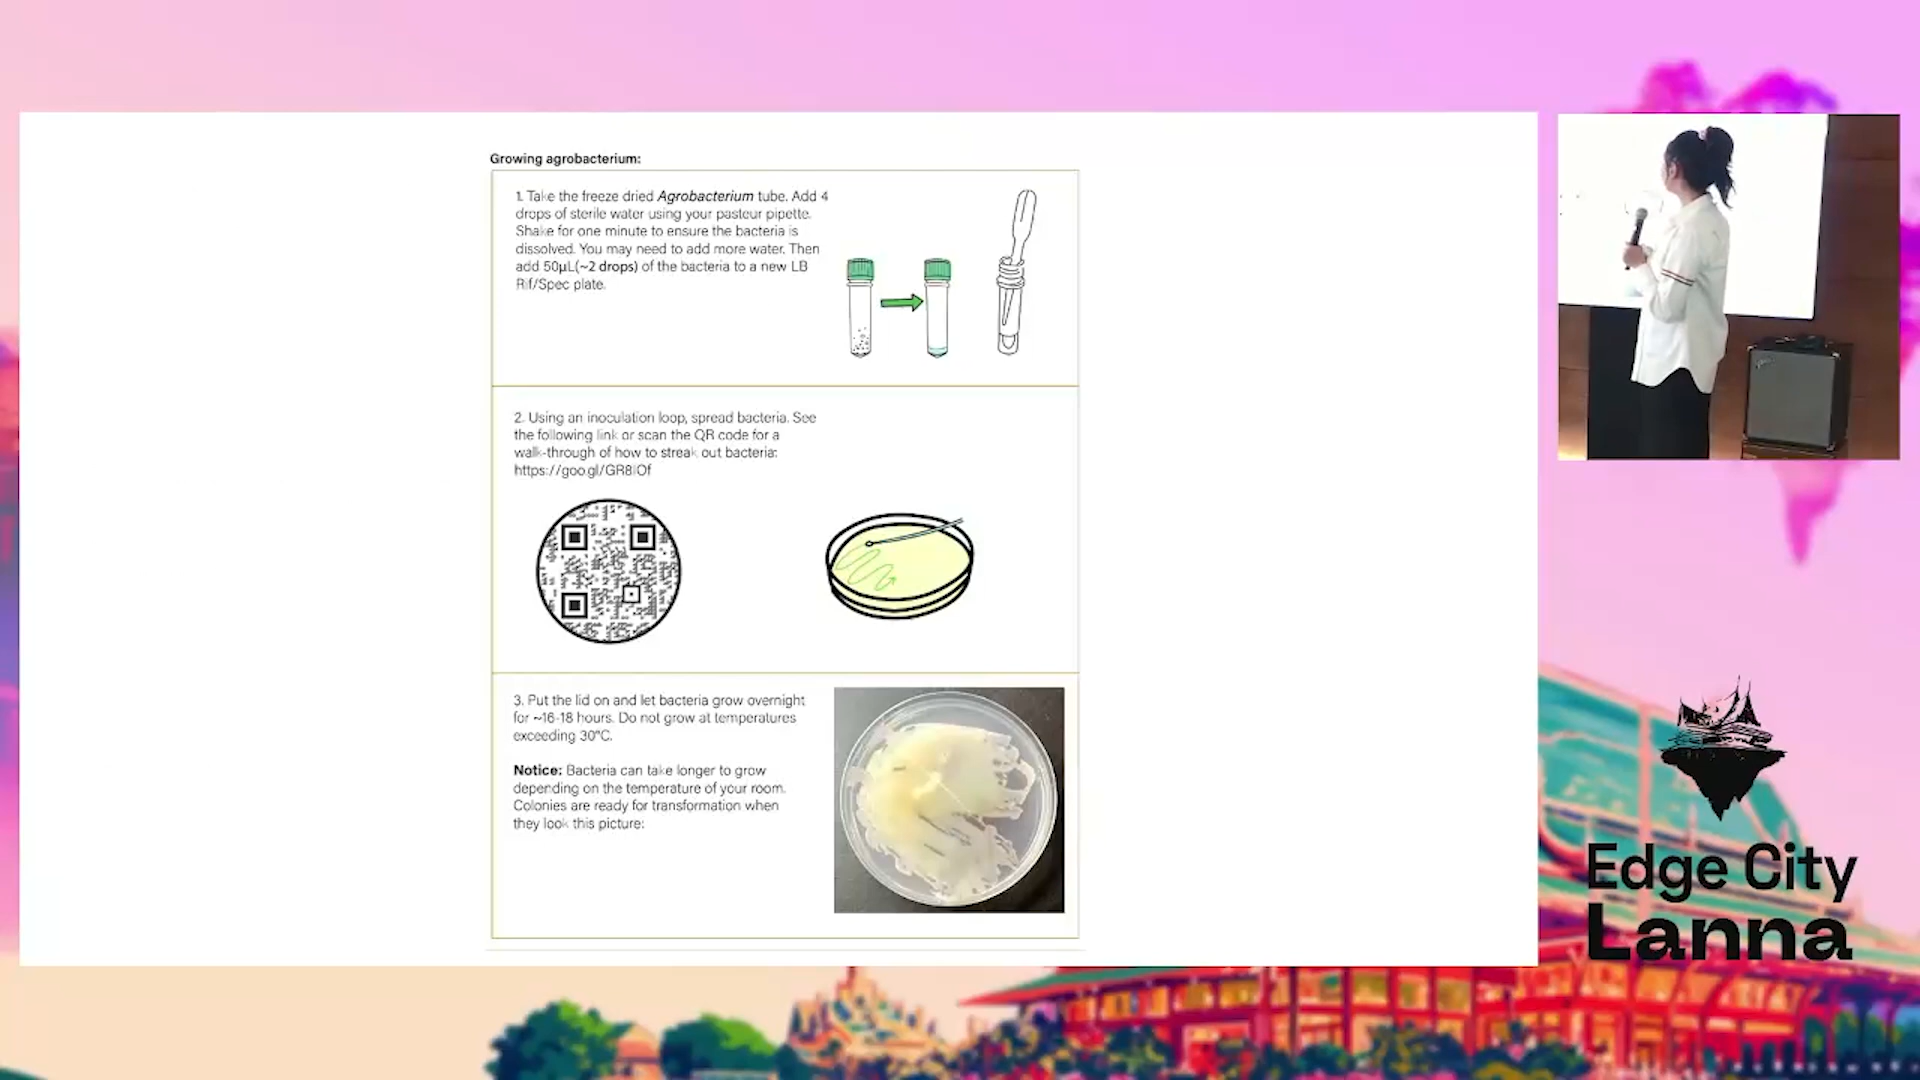 Growing agrobacterium:
1. Take the freeze dried Agrobacterium tube. Add 4
drops of sterile water using your pasteur pipette.
Shake for one minute to ensure the bacteria is
dissolved. You may need to add more water. Then
add 50µL(~2 drops) of the bacteria to a new LB
Rif/Spec plate.
2. Using an inoculation loop, spread bacteria. See
the following link or scan the QR code for a
walk-through of how to streak out bacteria:
https://goo.gl/GR8iOf
3. Put the lid on and let bacteria grow overnight
for ~16-18 hours. Do not grow at temperatures
exceeding 30°C.
Notice: Bacteria can take longer to grow
depending on the temperature of your room.
Colonies are ready for transformation when
they look this picture:
Edge City
Lanna